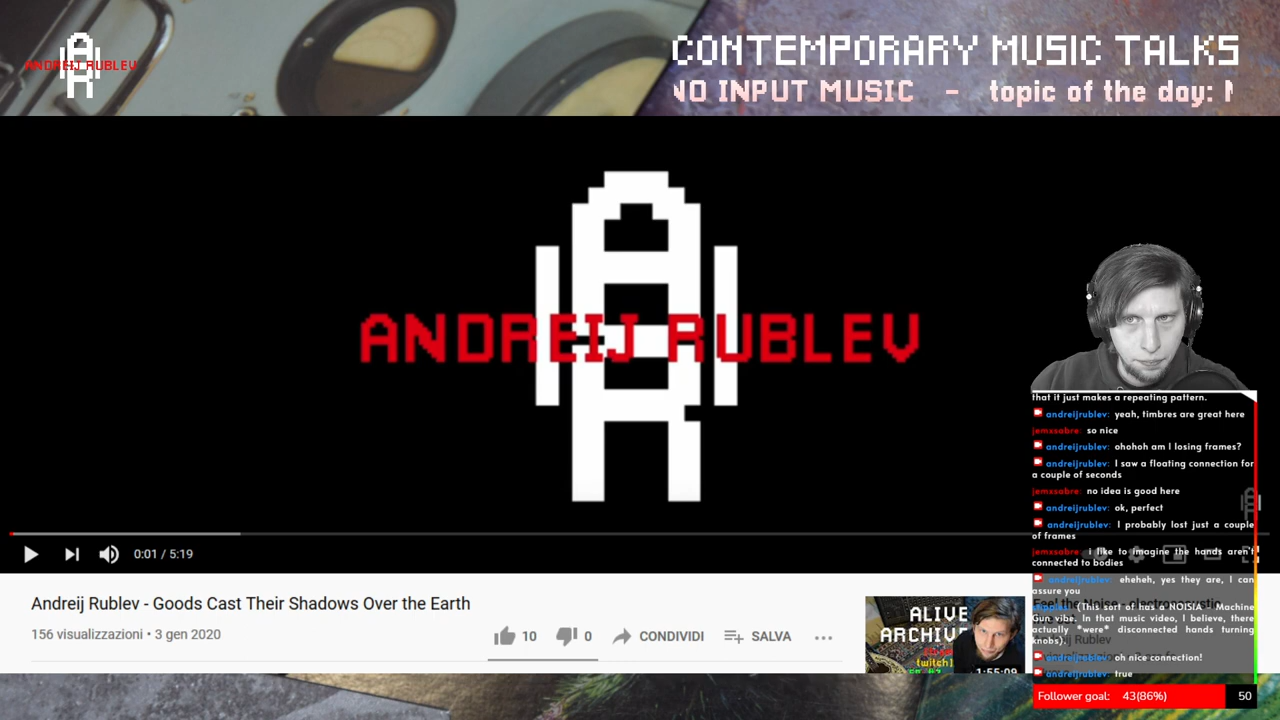 ANDREIJ RUBLEV
CONTEMPORARY MUSIC TALKS
NO INPUT MUSIC - topic of the day:
ANDREIJ RUBLEV
that it just makes a repeating pattern.
andreijrublev: yeah, timbres are great here
jemxsabre: so nice
andreijrublev: ohohoh am I losing frames?
andreijrublev: I saw a floating connection for
a couple of seconds
jemxsabre: no idea is good here
andreijrublev: ok, perfect
andreijrublev: I probably lost just a couple
of frames
jemxsabre: i like to imagine the hands aren't
connected to bodies
andreijrublev: eheheh, yes they are, I can
assure you
(This sort of has a NOISIA - Machine
Gun vibe. In that music video, I believe, there
actually *were* disconnected hands turning
knobs)
andreijrublev: oh nice connection!
andreijrublev: true
Follower goal: 43(86%) 50
0:01 / 5:19
Andreij Rublev - Goods Cast Their Shadows Over the Earth
156 visualizzazioni • 3 gen 2020
10 0 CONDIVIDI SALVA
ALIVE
ARCHIVE
twitch)
1:55:09